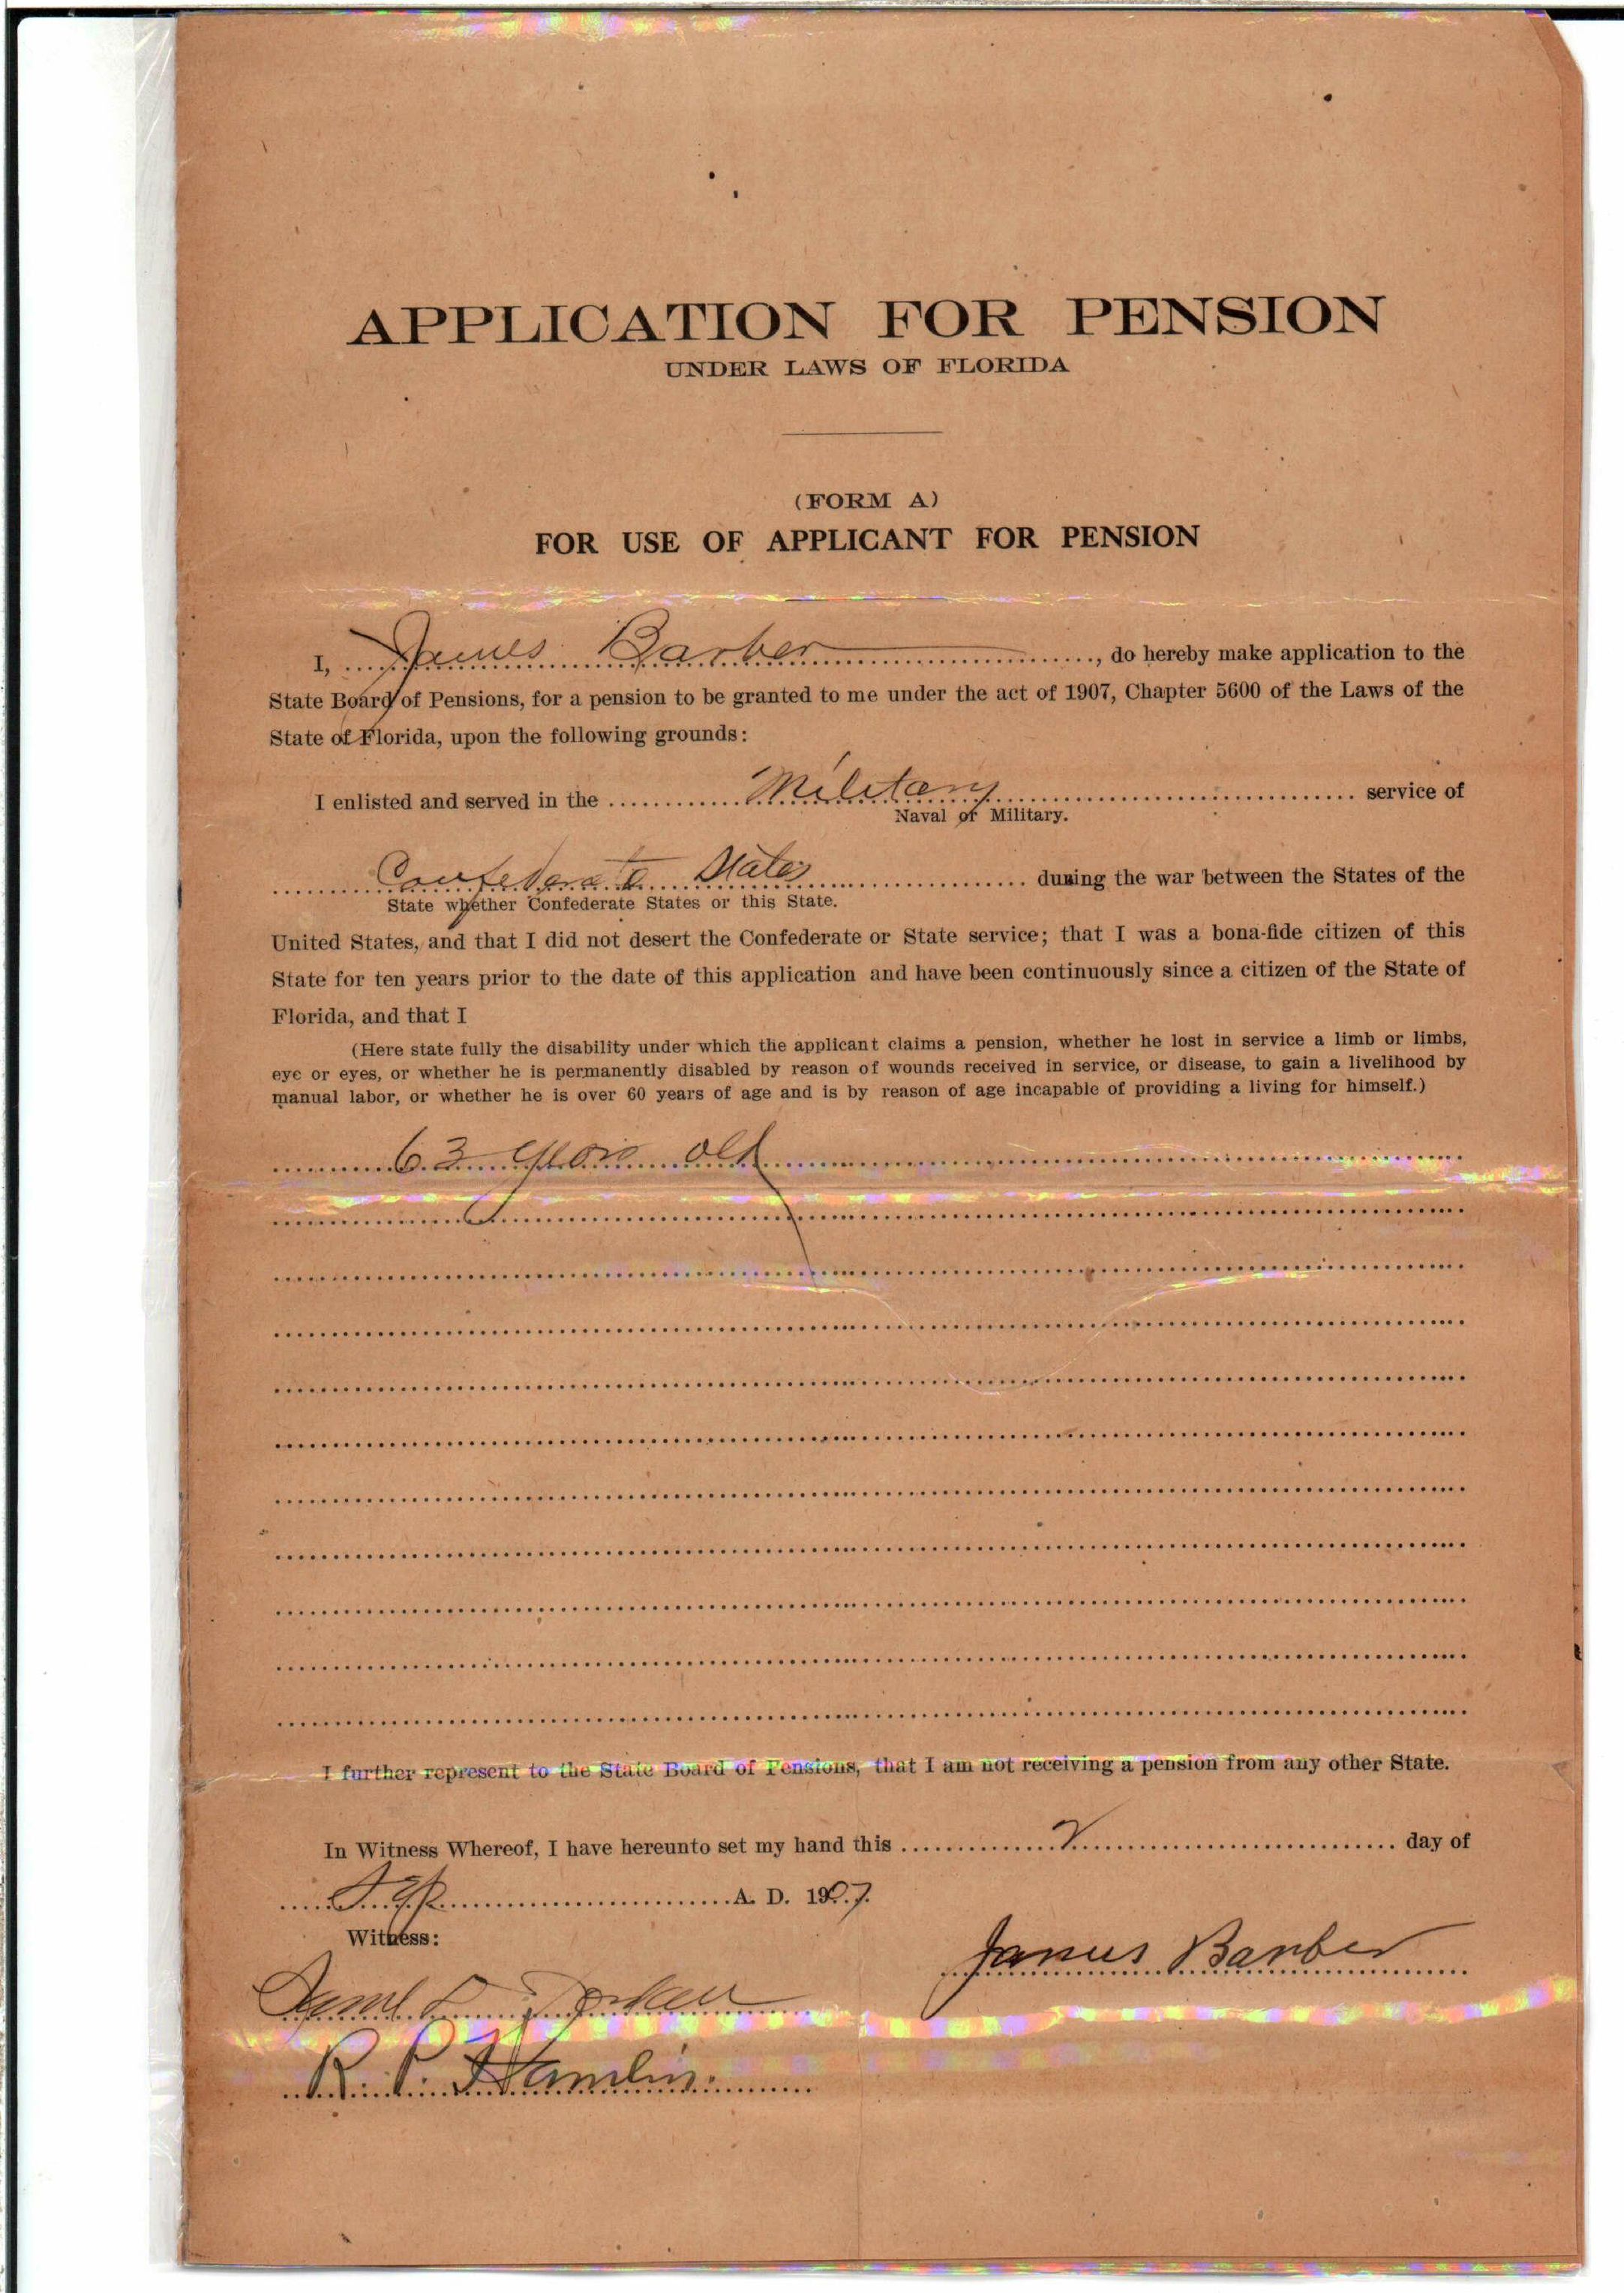 APPLICATION FOR PENSION
UNDER LAWS OF FLORIDA
(FORM A)
FOR USE OF APPLICANT FOR PENSION
I, James Barber, do hereby make application to the
State Board of Pensions, for a pension to be granted to me under the act of 1907, Chapter 5600 of the Laws of the
State of Florida, upon the following grounds:
I enlisted and served in the Military service of
Naval or Military.
Confederate States during the war between the States of the
State whether Confederate States or this State.
United States, and that I did not desert the Confederate or State service; that I was a bona-fide citizen of this
State for ten years prior to the date of this application and have been continuously since a citizen of the State of
Florida, and that I
(Here state fully the disability under which the applicant claims a pension, whether he lost in service a limb or limbs,
eye or eyes, or whether he is permanently disabled by reason of wounds received in service, or disease, to gain a livelihood by
manual labor, or whether he is over 60 years of age and is by reason of age incapable of providing a living for himself.)
63 years old
I further represent to the State Board of Pensions, that I am not receiving a pension from any other State.
In Witness Whereof, I have hereunto set my hand this day of
A. D. 1907.
Witness:
James Barber
R. P. Hamlin.